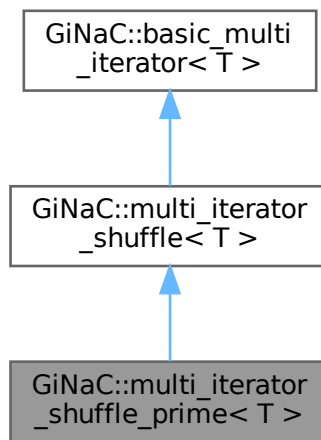 GiNaC::basic_multi
_iterator< T >
GiNaC::multi_iterator
_shuffle< T >
GiNaC::multi_iterator
_shuffle_prime< T >